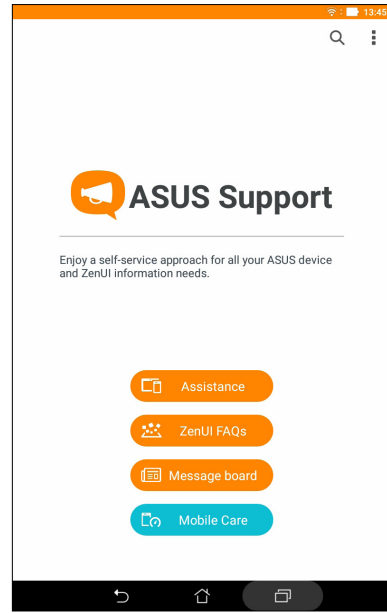 13:45
ASUS Support
Enjoy a self-service approach for all your ASUS device
and ZenUI information needs.
Assistance
ZenUI FAQs
Message board
Mobile Care